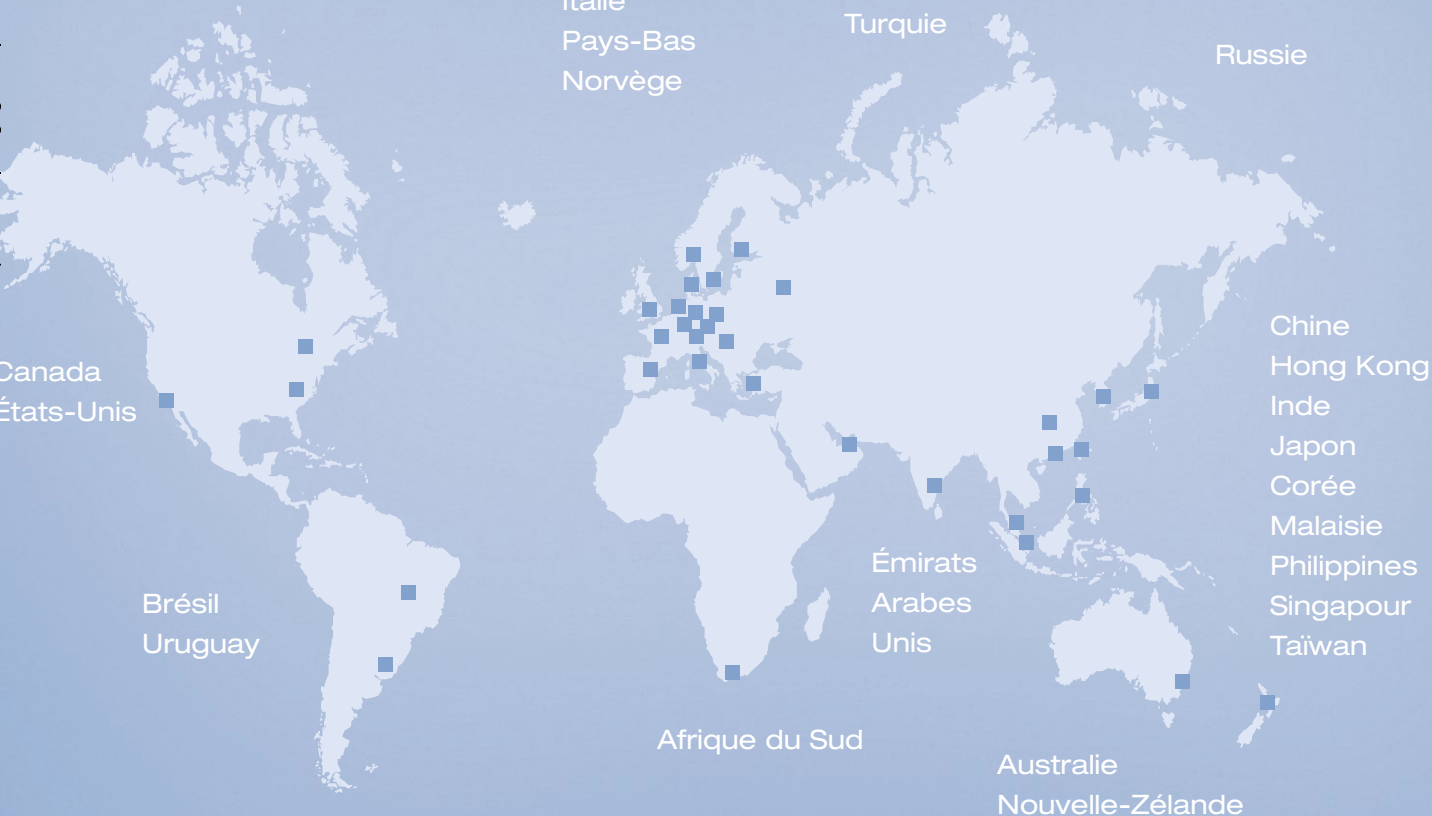 Italie
Pays-Bas
Norvège
Turquie
Russie
Canada
États-Unis
Chine
Hong Kong
Inde
Japon
Corée
Malaisie
Philippines
Singapour
Taïwan
Brésil
Uruguay
Émirats
Arabes
Unis
Afrique du Sud
Australie
Nouvelle-Zélande